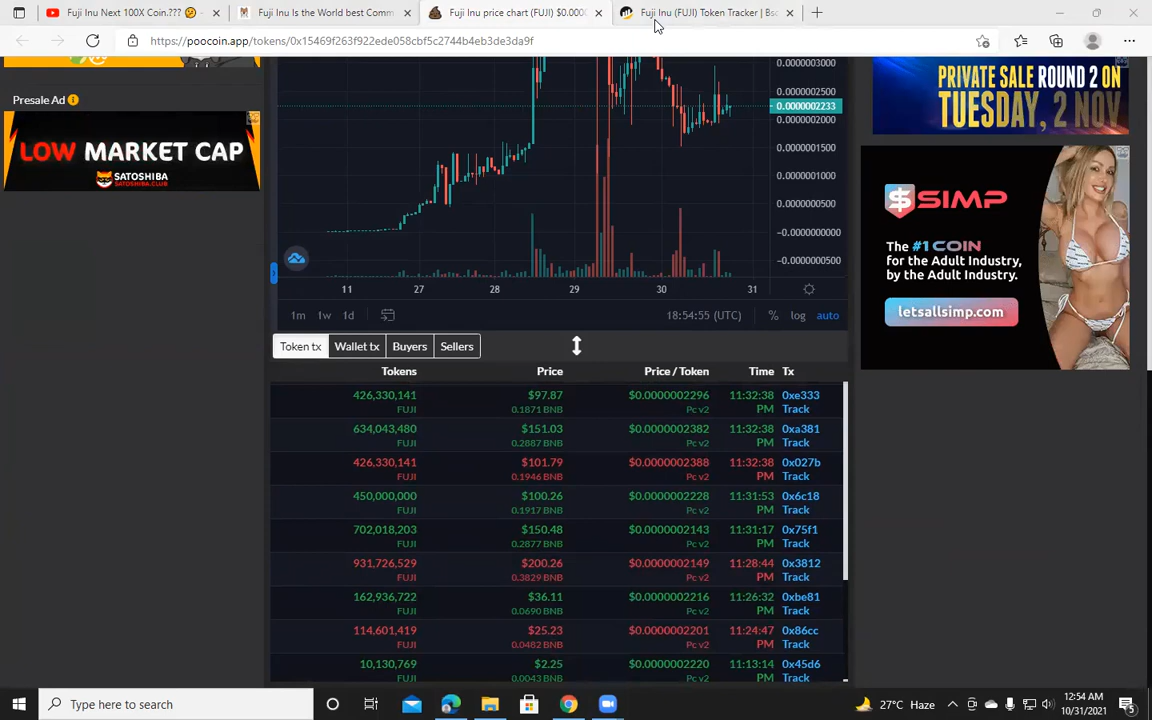 Fuji Inu Next 100X Coin.???
Fuji Inu Is the World best Comm
Fuji Inu price chart (FUJI) $0.000
Fuji Inu (FUJI) Token Tracker | Bsc
https://poocoin.app/tokens/0x15469f263f922ede058cbf5c2744b4eb3de3da9f
Presale Ad
LOW MARKET CAP
SATOSHIBA
SATOSHIBA.CLUB
0.0000003000
0.0000002500
0.0000002233
0.0000002000
0.0000001500
0.0000001000
0.0000000500
−0.0000000000
−0.0000000500
11 27 28 29 30 31
1m 1w 1d
18:54:55 (UTC) % log auto
PRIVATE SALE ROUND 2 ON
TUESDAY, 2 NOV
SIMP
The #1 COIN
for the Adult Industry,
by the Adult Industry.
letsallsimp.com
Token tx Wallet tx Buyers Sellers
Tokens Price Price / Token Time Tx
426,330,141 $97.87 $0.0000002296 11:32:38 0xe333
FUJI 0.1871 BNB Pc v2 PM Track
634,043,480 $151.03 $0.0000002382 11:32:38 0xa381
FUJI 0.2887 BNB Pc v2 PM Track
426,330,141 $101.79 $0.0000002388 11:32:38 0x027b
FUJI 0.1946 BNB Pc v2 PM Track
450,000,000 $100.26 $0.0000002228 11:31:53 0x6c18
FUJI 0.1917 BNB Pc v2 PM Track
702,018,203 $150.48 $0.0000002143 11:31:17 0x75f1
FUJI 0.2877 BNB Pc v2 PM Track
931,726,529 $200.26 $0.0000002149 11:28:44 0x3812
FUJI 0.3829 BNB Pc v2 PM Track
162,936,722 $36.11 $0.0000002216 11:26:32 0xbe81
FUJI 0.0690 BNB Pc v2 PM Track
114,601,419 $25.23 $0.0000002201 11:24:47 0x86cc
FUJI 0.0482 BNB Pc v2 PM Track
10,130,769 $2.25 $0.0000002220 11:13:14 0x45d6
FUJI 0.0043 BNB Pc v2 PM Track
Type here to search
27°C Haze
12:54 AM
10/31/2021
5